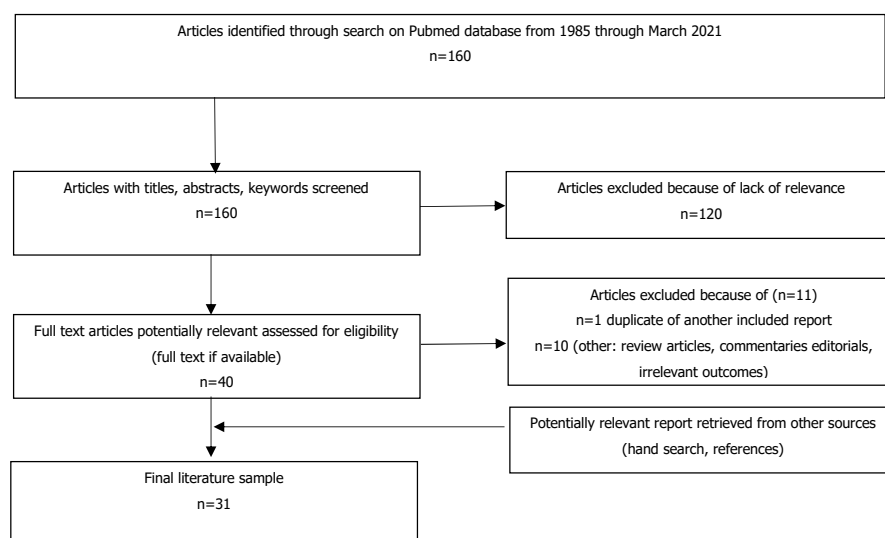 Articles identified through search on Pubmed database from 1985 through March 2021
n=160
Articles with titles, abstracts, keywords screened
n=160
Articles excluded because of lack of relevance
n=120
Full text articles potentially relevant assessed for eligibility
(full text if available)
n=40
Articles excluded because of (n=11)
n=1 duplicate of another included report
n=10 (other: review articles, commentaries editorials,
irrelevant outcomes)
Potentially relevant report retrieved from other sources
(hand search, references)
Final literature sample
n=31